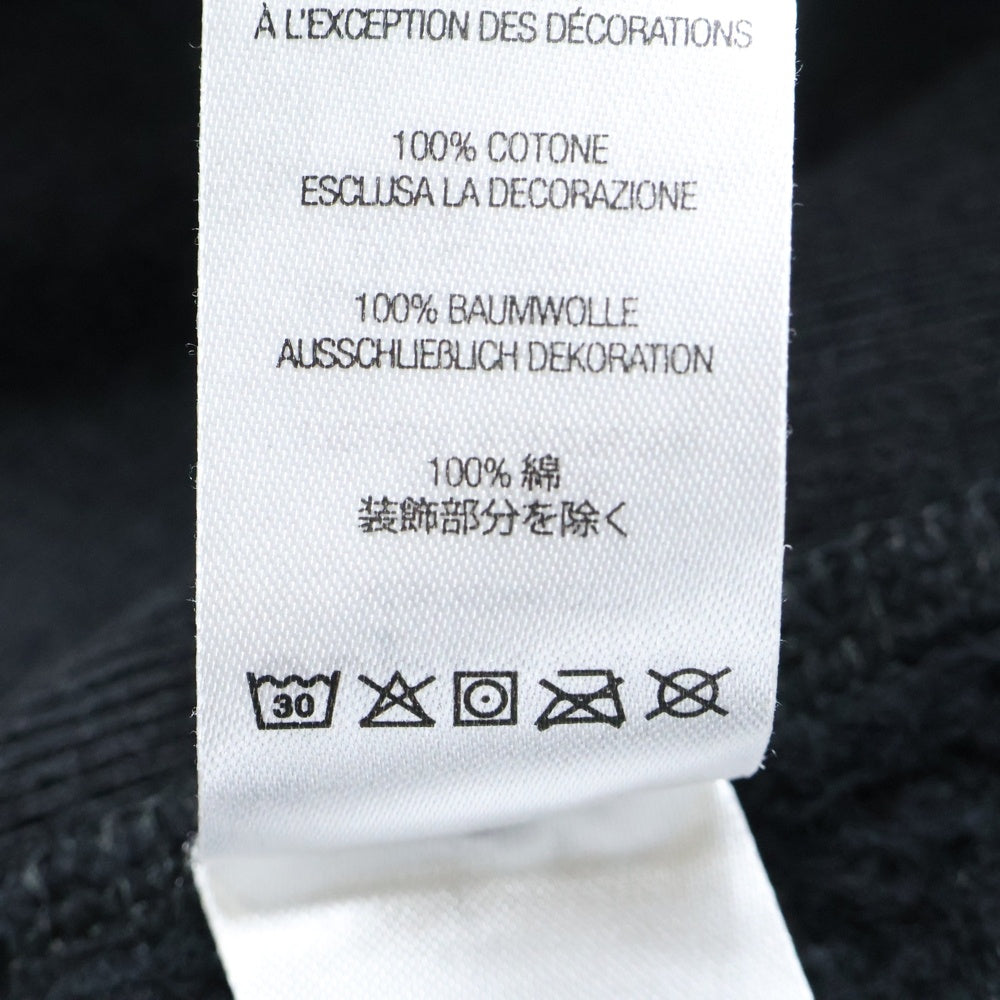 À L'EXCEPTION DES DÉCORATIONS
100% COTONE
ESCLUSA LA DECORAZIONE
100% BAUMWOLLE
AUSSCHLIEßLICH DEKORATION
100% 綿
装飾部分を除く
30